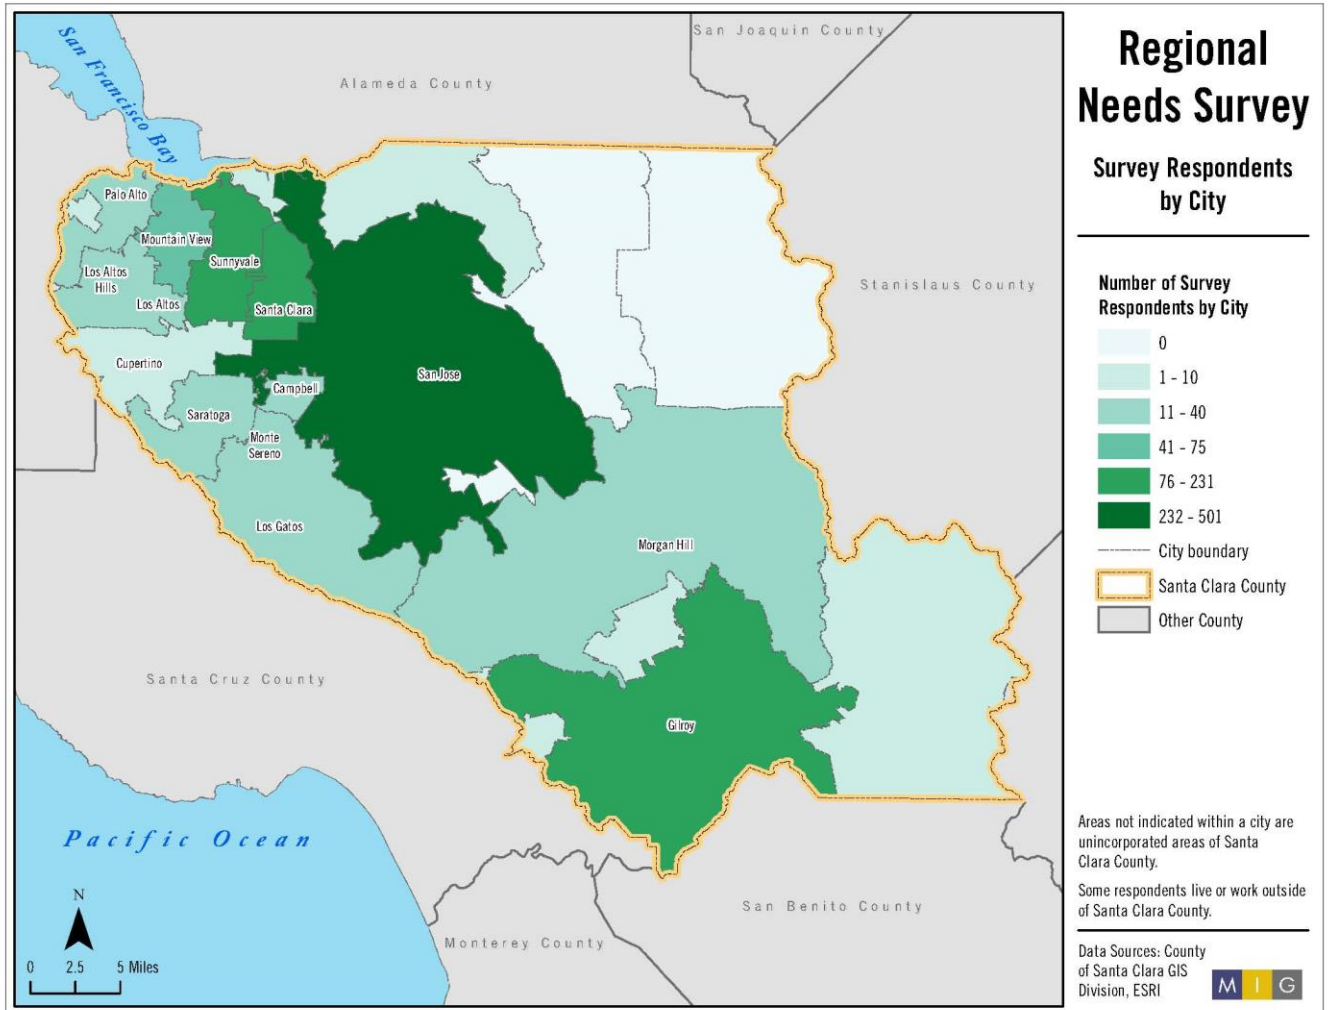 San Francisco Bay
San Joaquin County
Alameda County
Stanislaus County
Palo Alto
Mountain View
Sunnyvale
Los Altos
Hills
Los Altos
Santa Clara
Cupertino
San Jose
Campbell
Saratoga
Monte
Sereno
Los Gatos
Morgan Hill
Gilroy
Santa Cruz County
Pacific Ocean
Monterey County
San Benito County
N
0 2.5 5 Miles
Regional
Needs Survey
Survey Respondents
by City
Number of Survey
Respondents by City
0
1 - 10
11 - 40
41 - 75
76 - 231
232 - 501
City boundary
Santa Clara County
Other County
Areas not indicated within a city are
unincorporated areas of Santa
Clara County.
Some respondents live or work outside
of Santa Clara County.
Data Sources: County
of Santa Clara GIS
Division, ESRI
M I G